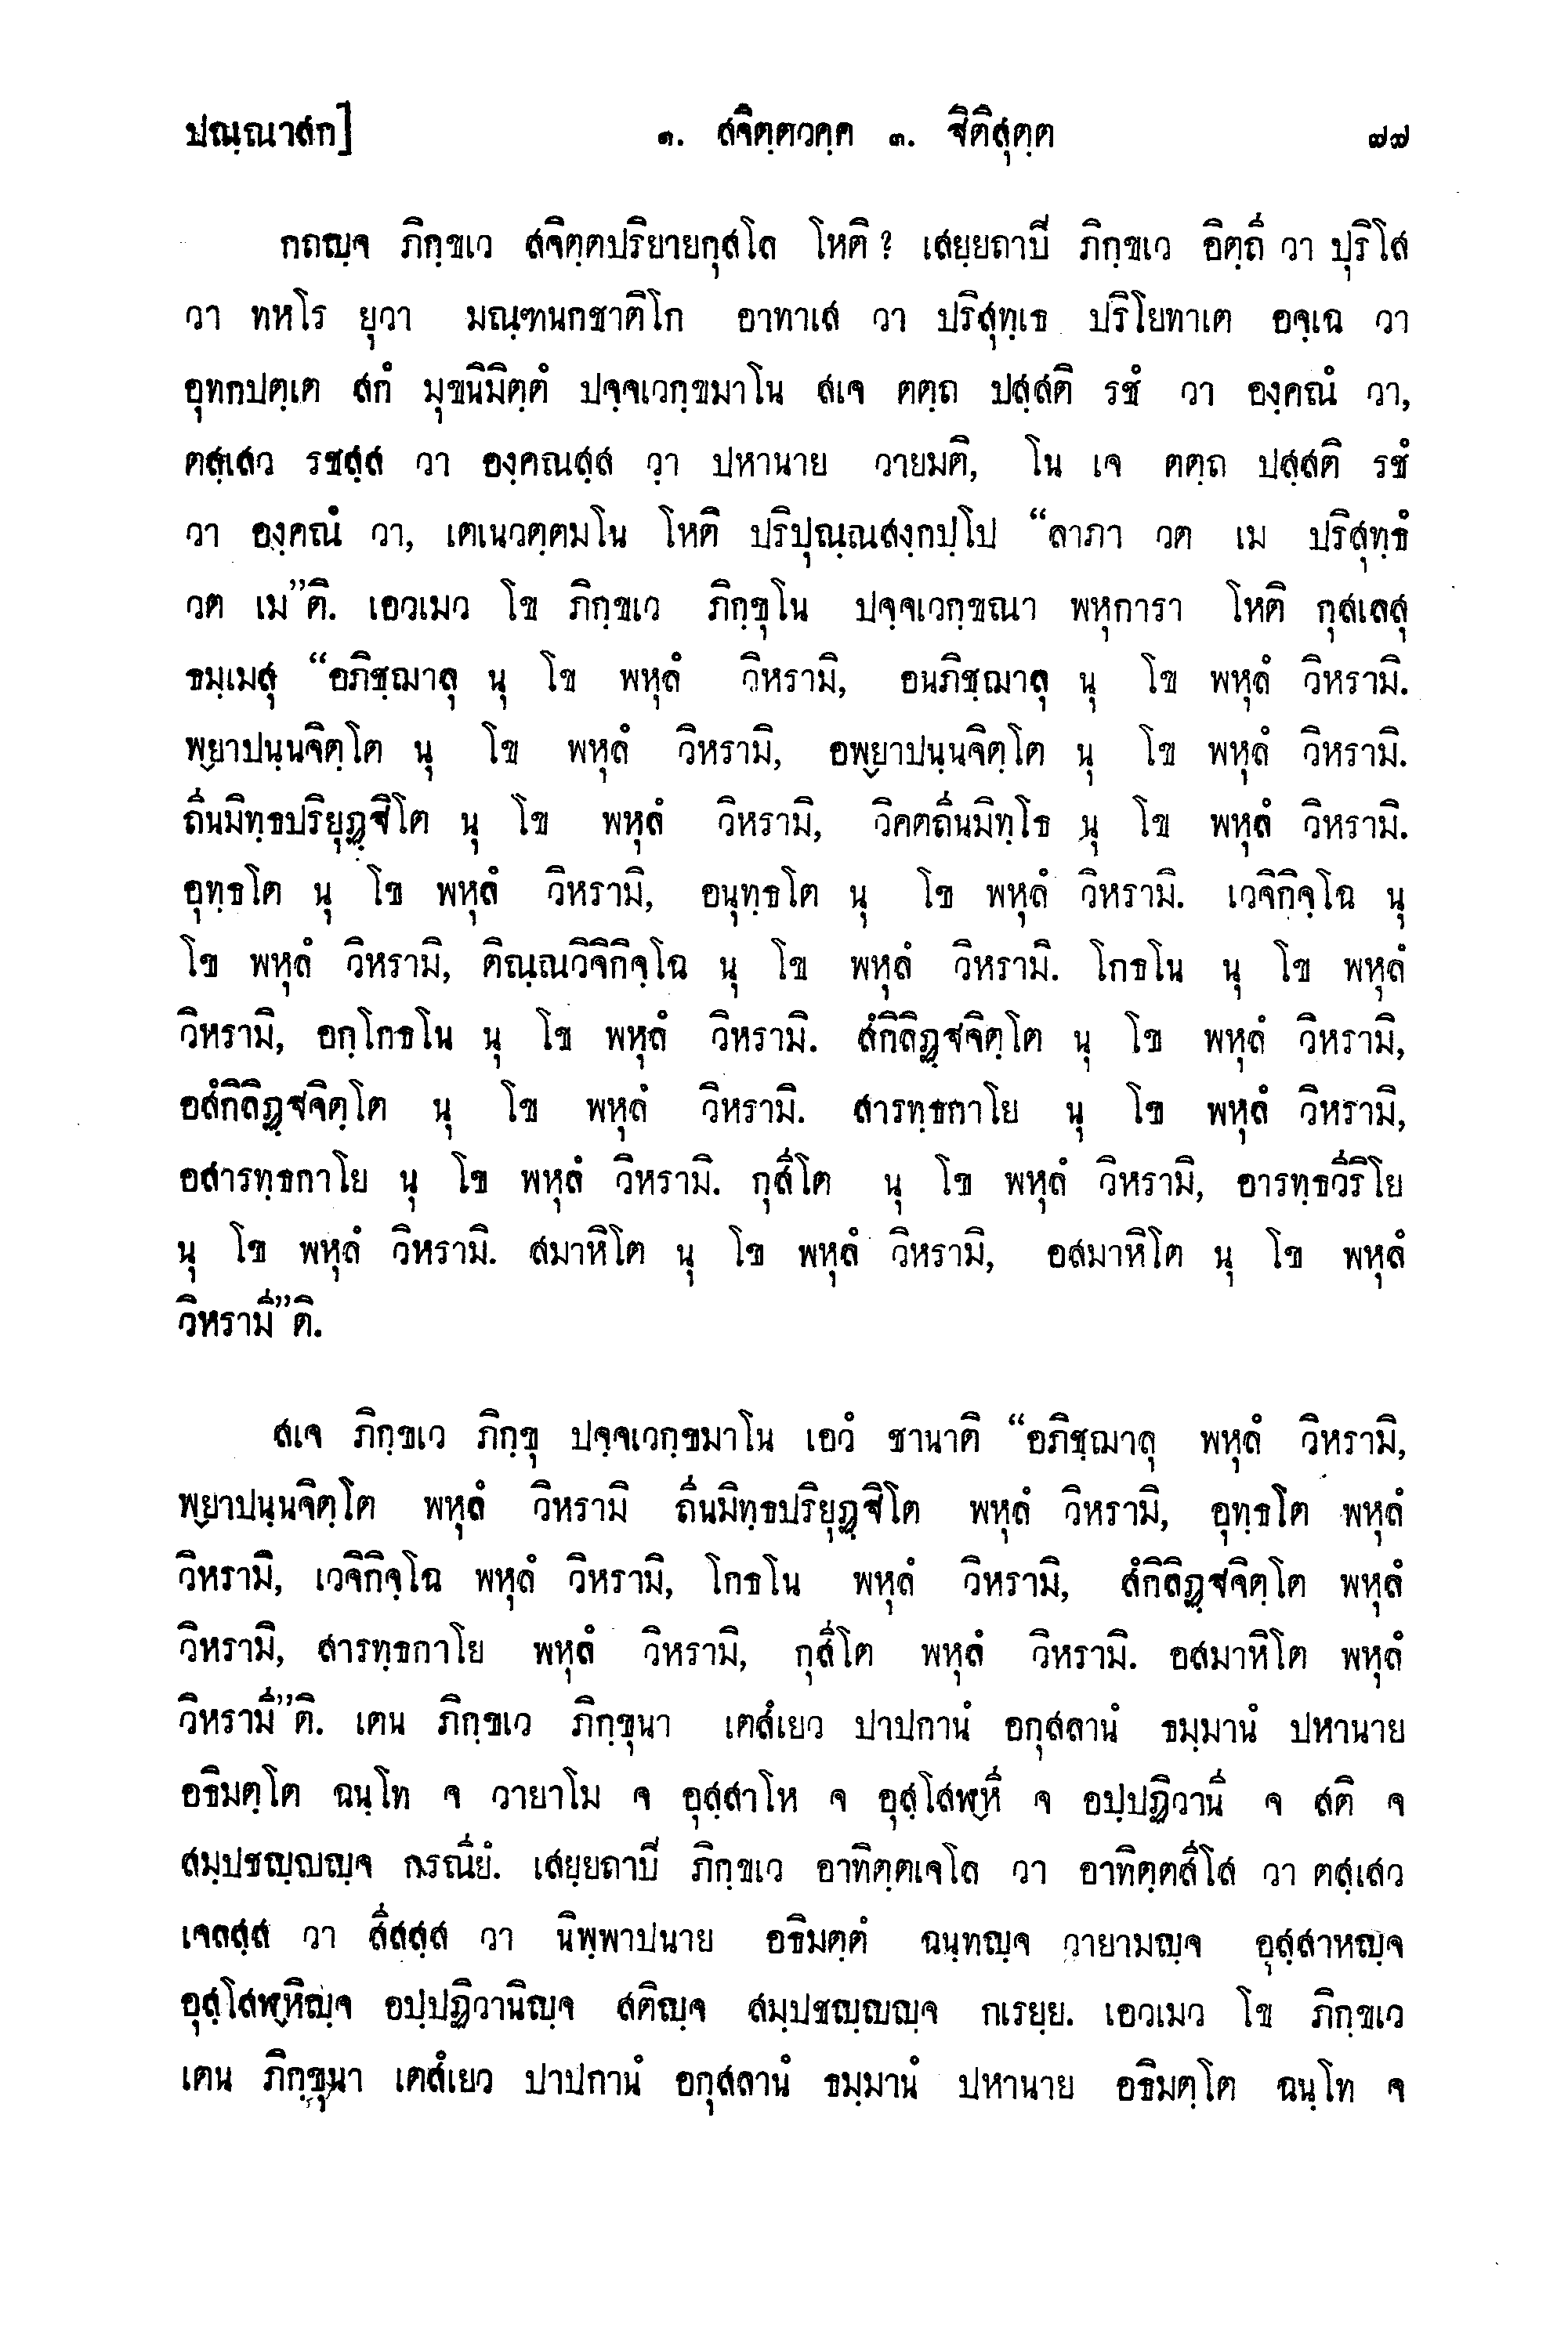 ปณฺณาสก]	๑. สจิตฺตวคฺค ๓. ฐิติสุตฺต	๗๗
กถญฺจ ภิกฺขเว สจิตฺตปริยายกุสโล โหติ? เสยฺยถาปี ภิกฺขเว อิตฺถี วา ปุริโส
วา ทหโร ยุวา มณฺฑนกชาติโก อาทาเส วา ปริสุทฺเธ ปริโยทาเต อจฺเฉ วา
อุทกปตฺเต สกํ มุขนิมิตฺตํ ปจฺจเวกฺขมาโน สเจ ตตฺถ ปสฺสติ รชํ วา องฺคณํ วา,
ตสฺเสว รชสฺส วา องฺคณสฺส วา ปหานาย วายมติ, โน เจ ตตฺถ ปสฺสติ รชํ
วา องฺคณํ วา, เตเนวตฺตมโน โหติ ปริปุณฺณสงฺกปฺโป “ลาภา วต เม ปริสุทฺธํ
วต เม”ติ. เอวเมว โข ภิกฺขเว ภิกฺขุโน ปจฺจเวกฺขณา พหุการา โหติ กุสเลสุ
ธมฺเมสุ “อภิชฺฌาลุ นุ โข พหุลํ วิหรามิ, อนภิชฺฌาลุ นุ โข พหุลํ วิหรามิ.
พฺยาปนฺนจิตฺโต นุ โข พหุลํ วิหรามิ, อพฺยาปนฺนจิตฺโต นุ โข พหุลํ วิหรามิ.
ถีนมิทฺธปริยุฏฺฐิโต นุ โข พหุลํ วิหรามิ, วิคตถีนมิทฺโธ นุ โข พหุลํ วิหรามิ.
อุทฺธโต นุ โข พหุลํ วิหรามิ, อนุทฺธโต นุ โข พหุลํ วิหรามิ. เวจิกิจฺโฉ นุ
โข พหุลํ วิหรามิ, ติณฺณวิจิกิจฺโฉ นุ โข พหุลํ วิหรามิ. โกธโน นุ โข พหุลํ
วิหรามิ, อกฺโกธโน นุ โข พหุลํ วิหรามิ. สํกิลิฏฺฐจิตฺโต นุ โข พหุลํ วิหรามิ,
อสํกิลิฏฺฐจิตฺโต นุ โข พหุลํ วิหรามิ. สารทฺธกาโย นุ โข พหุลํ วิหรามิ,
อสารทฺธกาโย นุ โข พหุลํ วิหรามิ. กุสีโต นุ โข พหุลํ วิหรามิ, อารทฺธวีริโย
นุ โข พหุลํ วิหรามิ. สมาหิโต นุ โข พหุลํ วิหรามิ, อสมาหิโต นุ โข พหุลํ
วิหรามี”ติ.
สเจ ภิกฺขเว ภิกฺขุ ปจฺจเวกฺขมาโน เอวํ ชานาติ “อภิชฺฌาลุ พหุลํ วิหรามิ,
พฺยาปนฺนจิตฺโต พหุลํ วิหรามิ ถีนมิทฺธปริยุฏฺฐิโต พหุลํ วิหรามิ, อุทฺธโต พหุลํ
วิหรามิ, เวจิกิจฺโฉ พหุลํ วิหรามิ, โกธโน พหุลํ วิหรามิ, สํกิลิฏฺฐจิตฺโต พหุลํ
วิหรามิ, สารทฺธกาโย พหุลํ วิหรามิ, กุสีโต พหุลํ วิหรามิ. อสมาหิโต พหุลํ
วิหรามี”ติ. เตน ภิกฺขเว ภิกฺขุนา เตสํเยว ปาปกานํ อกุสลานํ ธมฺมานํ ปหานาย
อธิมตฺโต ฉนฺโท จ วายาโม จ อุสฺสาโห จ อุสฺโสฬฺหี จ อปฺปฏิวานี จ สติ จ
สมฺปชญฺญญฺจ กรณียํ. เสยฺยถาปี ภิกฺขเว อาทิตฺตเจโล วา อาทิตฺตสีโส วา ตสฺเสว
เจลสฺส วา สีสสฺส วา นิพฺพาปนาย อธิมตฺตํ ฉนฺทญฺจ วายามญฺจ อุสฺสาหญฺจ
อุสฺโสฬฺหิญฺจ อปฺปฏิวานิญฺจ สติญฺจ สมฺปชญฺญญฺจ กเรยฺย. เอวเมว โข ภิกฺขเว
เตน ภิกฺขุนา เตสํเยว ปาปกานํ อกุสลานํ ธมฺมานํ ปหานาย อธิมตฺโต ฉนฺโท จ